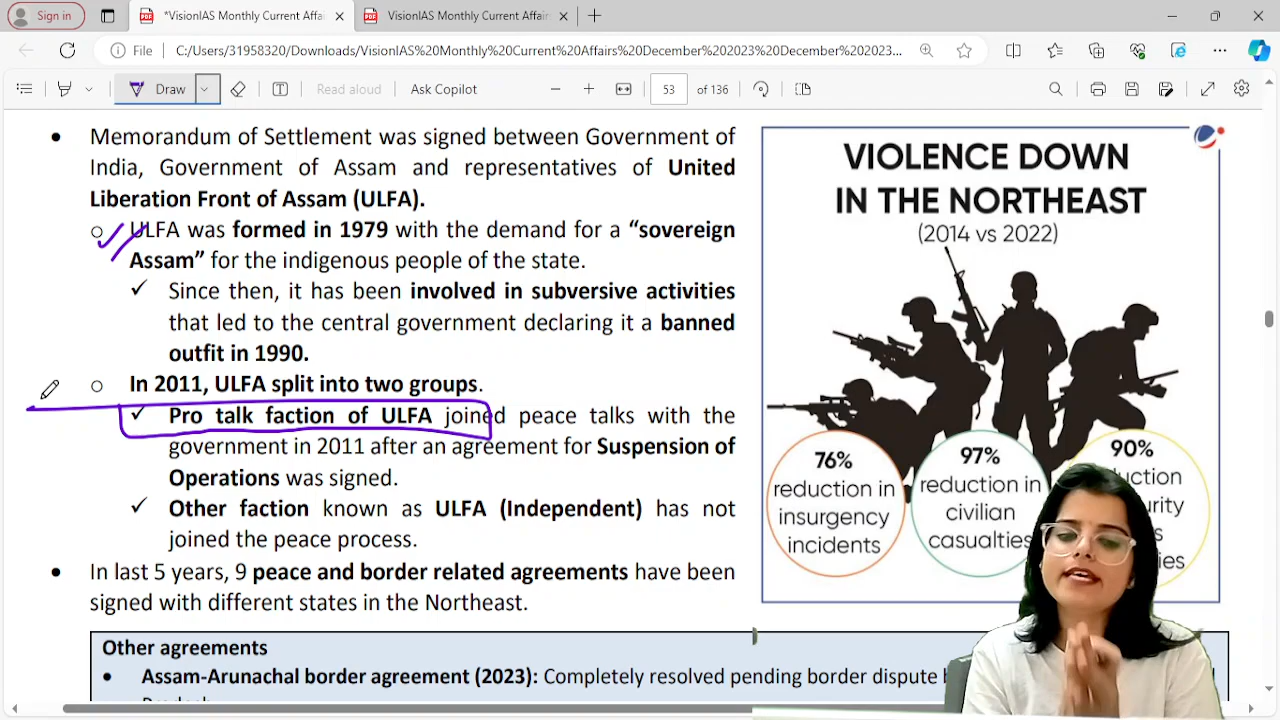 Sign in
*VisionIAS Monthly Current Affai
VisionIAS Monthly Current Affair
File
C:/Users/31958320/Downloads/VisionIAS%20Monthly%20Current%20Affairs%20December%202023%20December%202023...
Draw
Read aloud
Ask Copilot
53
of 136
Memorandum of Settlement was signed between Government of
India, Government of Assam and representatives of United
Liberation Front of Assam (ULFA).
ULFA was formed in 1979 with the demand for a “sovereign
Assam” for the indigenous people of the state.
Since then, it has been involved in subversive activities
that led to the central government declaring it a banned
outfit in 1990.
In 2011, ULFA split into two groups.
Pro talk faction of ULFA joined peace talks with the
government in 2011 after an agreement for Suspension of
Operations was signed.
Other faction known as ULFA (Independent) has not
joined the peace process.
In last 5 years, 9 peace and border related agreements have been
signed with different states in the Northeast.
VIOLENCE DOWN
IN THE NORTHEAST
(2014 vs 2022)
76%
reduction in
insurgency
incidents
97%
reduction in
civilian
casualties
90%
Other agreements
Assam-Arunachal border agreement (2023): Completely resolved pending border dispute